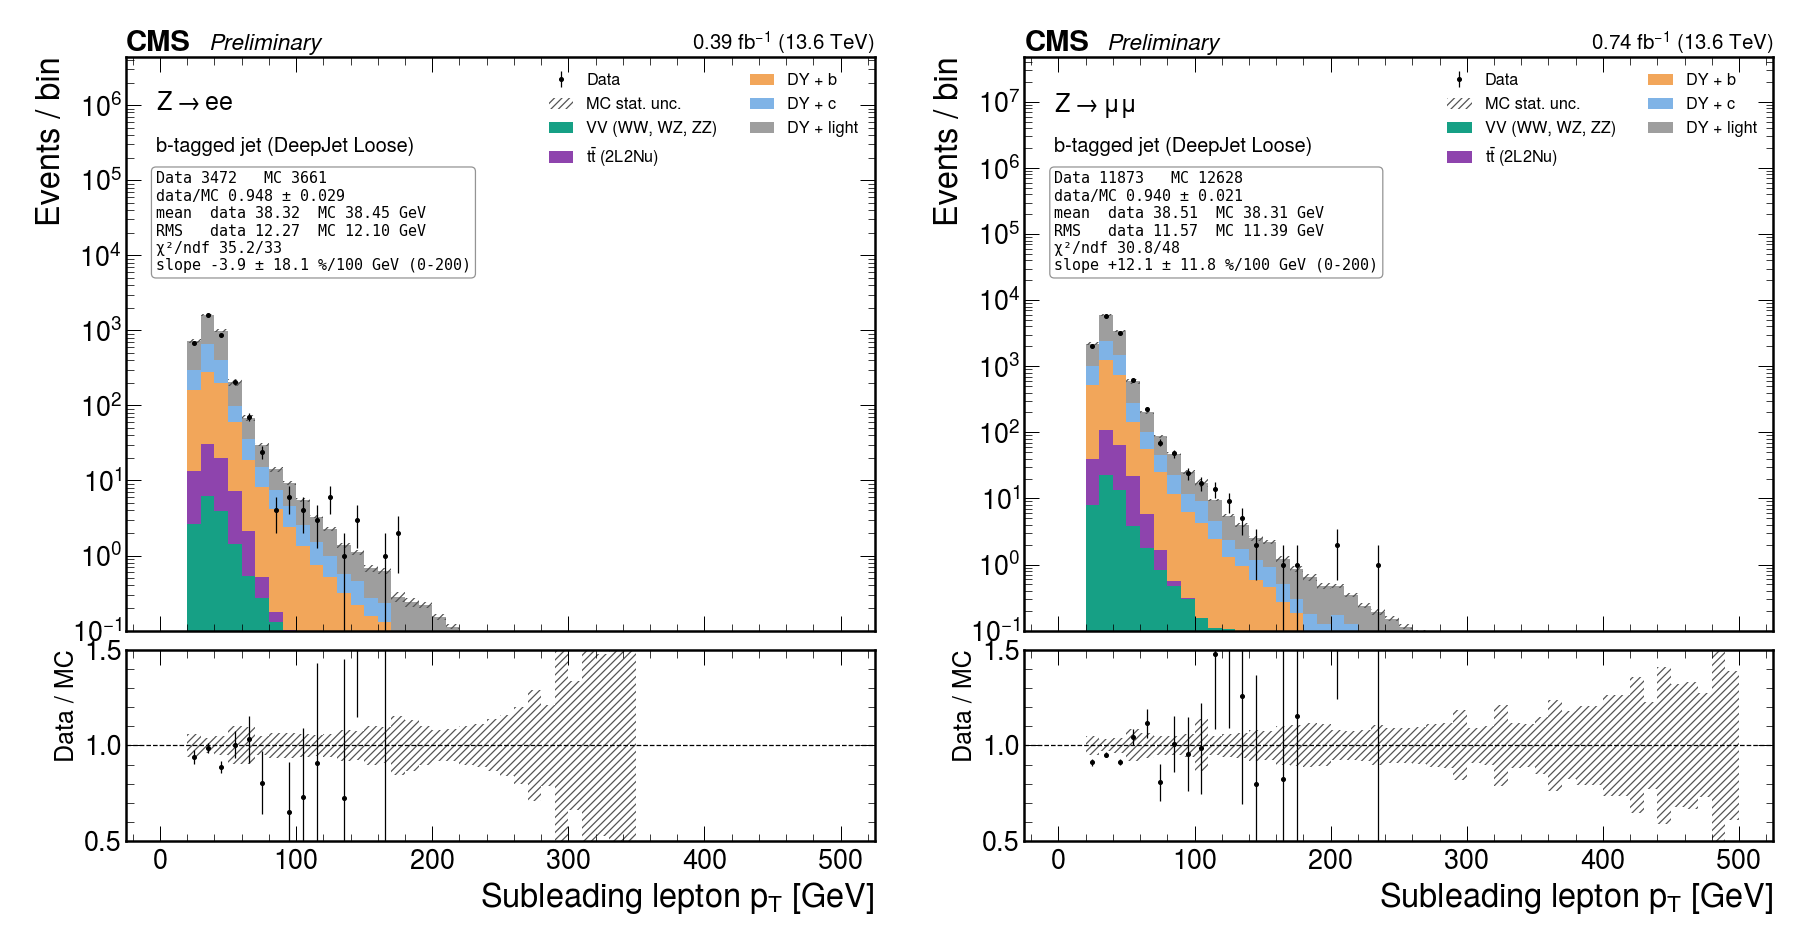 CMS Preliminary 0.39 fb⁻¹ (13.6 TeV)
Events / bin
Z → ee
b-tagged jet (DeepJet Loose)
Data 3472   MC 3661
data/MC 0.948 ± 0.029
mean  data 38.32  MC 38.45 GeV
RMS   data 12.27  MC 12.10 GeV
χ²/ndf 35.2/33
slope -3.9 ± 18.1 %/100 GeV (0-200)
Data
MC stat. unc.
VV (WW, WZ, ZZ)
tt̄ (2L2Nu)
DY + b
DY + c
DY + light
10⁶
10⁵
10⁴
10³
10²
10¹
10⁰
10⁻¹
Data / MC
1.5
1.0
0.5
0 100 200 300 400 500
Subleading lepton p_T [GeV]
CMS Preliminary 0.74 fb⁻¹ (13.6 TeV)
Events / bin
Z → μμ
b-tagged jet (DeepJet Loose)
Data 11873   MC 12628
data/MC 0.940 ± 0.021
mean  data 38.51  MC 38.31 GeV
RMS   data 11.57  MC 11.39 GeV
χ²/ndf 30.8/48
slope +12.1 ± 11.8 %/100 GeV (0-200)
Data
MC stat. unc.
VV (WW, WZ, ZZ)
tt̄ (2L2Nu)
DY + b
DY + c
DY + light
10⁷
10⁶
10⁵
10⁴
10³
10²
10¹
10⁰
10⁻¹
Data / MC
1.5
1.0
0.5
0 100 200 300 400 500
Subleading lepton p_T [GeV]